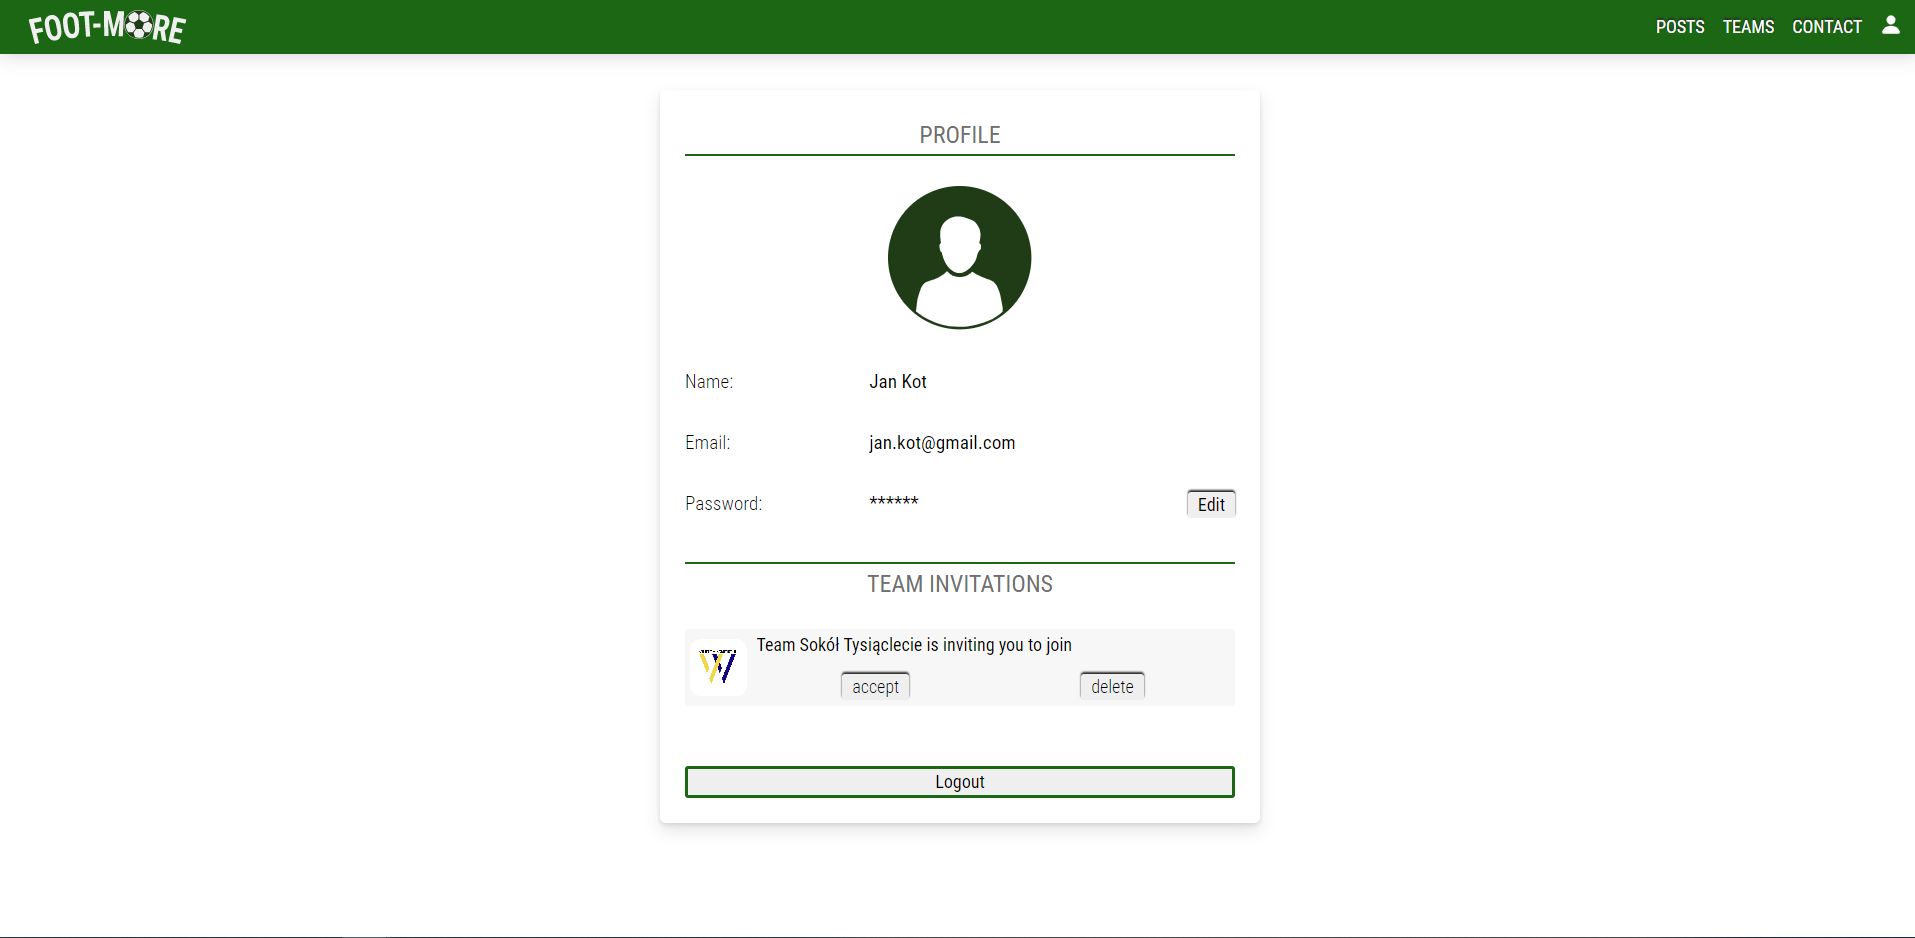 FOOT-MORE
POSTS TEAMS CONTACT
PROFILE
Name: Jan Kot
Email: jan.kot@gmail.com
Password: ****** Edit
TEAM INVITATIONS
Team Sokół Tysiąclecie is inviting you to join
accept delete
Logout